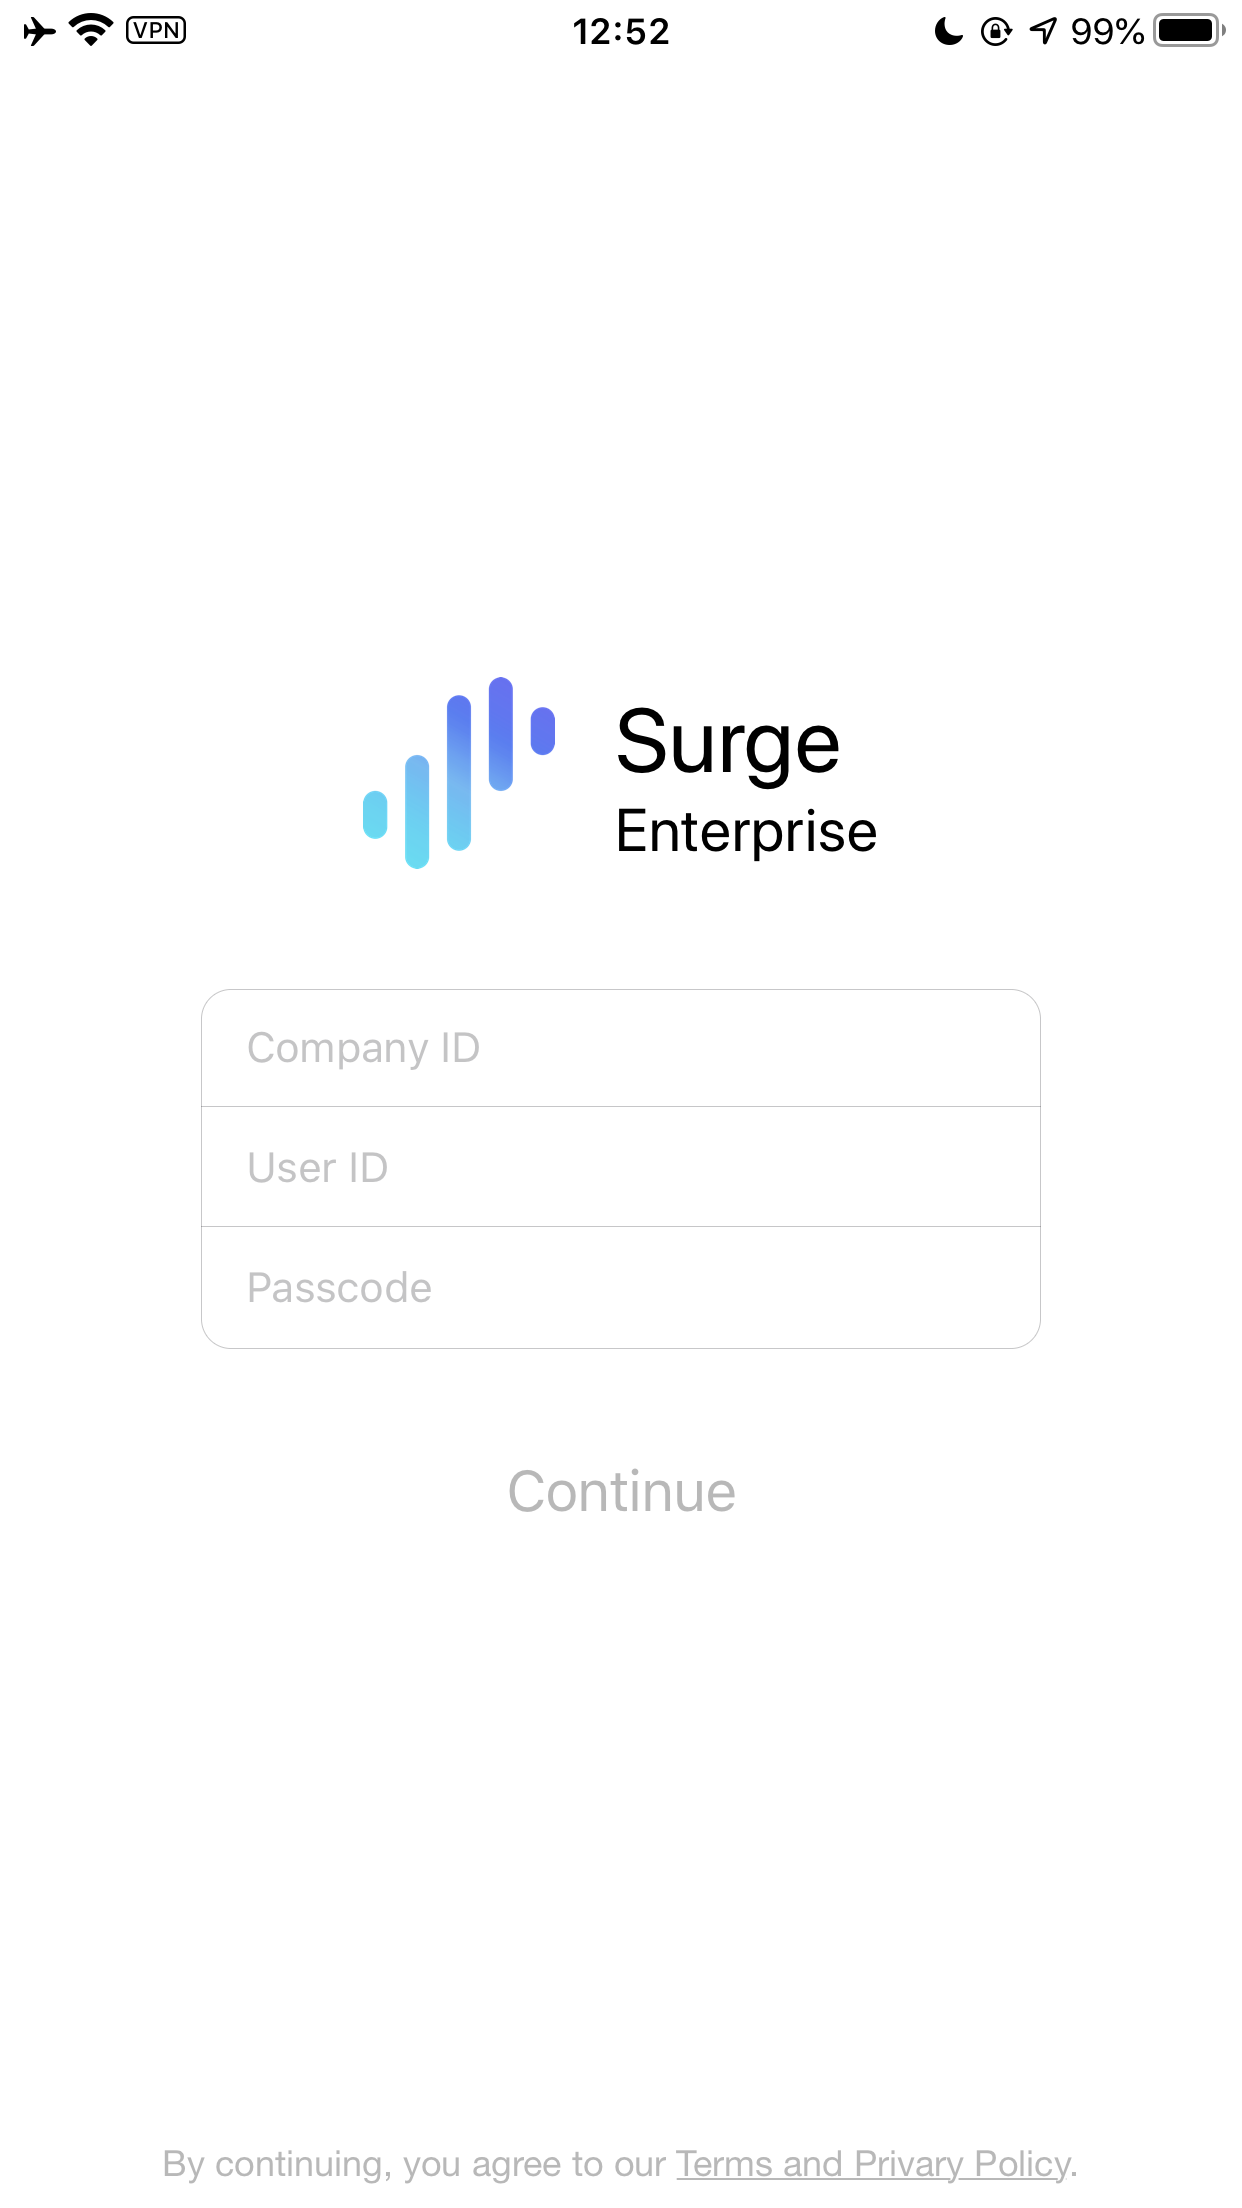 VPN
12:52
99%
Surge
Enterprise
Company ID
User ID
Passcode
Continue
By continuing, you agree to our Terms and Privary Policy.